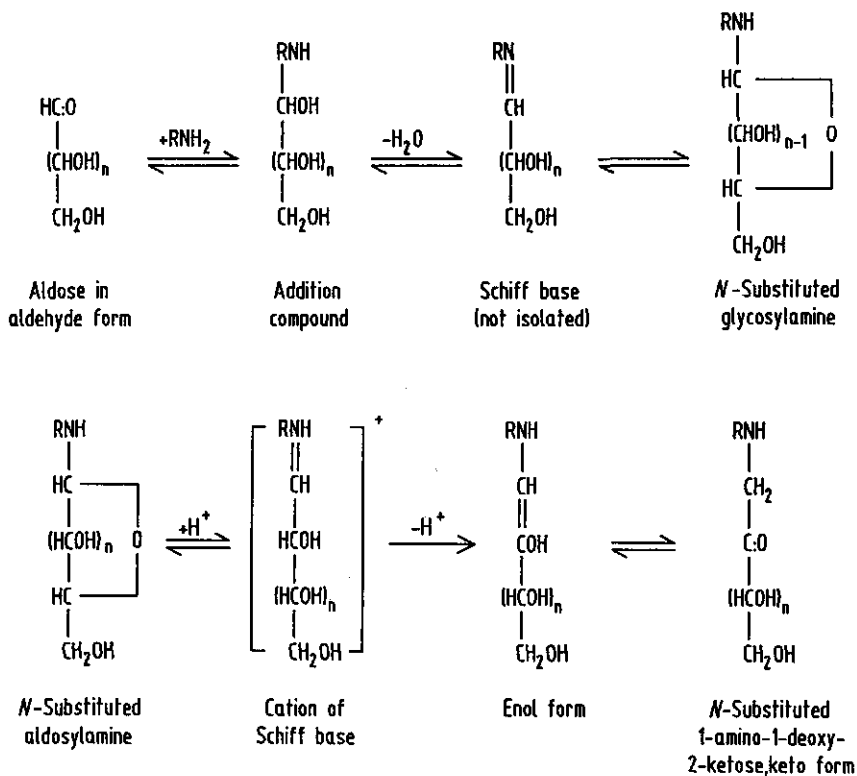 RNH RN RNH
HC:O CHOH CH HC
+RNH₂ -H₂O
(CHOH)ₙ (CHOH)ₙ (CHOH)ₙ (CHOH)ₙ₋₁ O
CH₂OH CH₂OH CH₂OH HC
CH₂OH
Aldose in Addition Schiff base N-Substituted
aldehyde form compound (not isolated) glycosylamine
RNH RNH RNH RNH
+
HC CH CH CH₂
+H⁺ -H⁺
(HCOH)ₙ O HCOH COH C:O
HC (HCOH)ₙ (HCOH)ₙ (HCOH)ₙ
CH₂OH CH₂OH CH₂OH CH₂OH
N-Substituted Cation of Enol form N-Substituted
aldosylamine Schiff base 1-amino-1-deoxy-
2-ketose,keto form